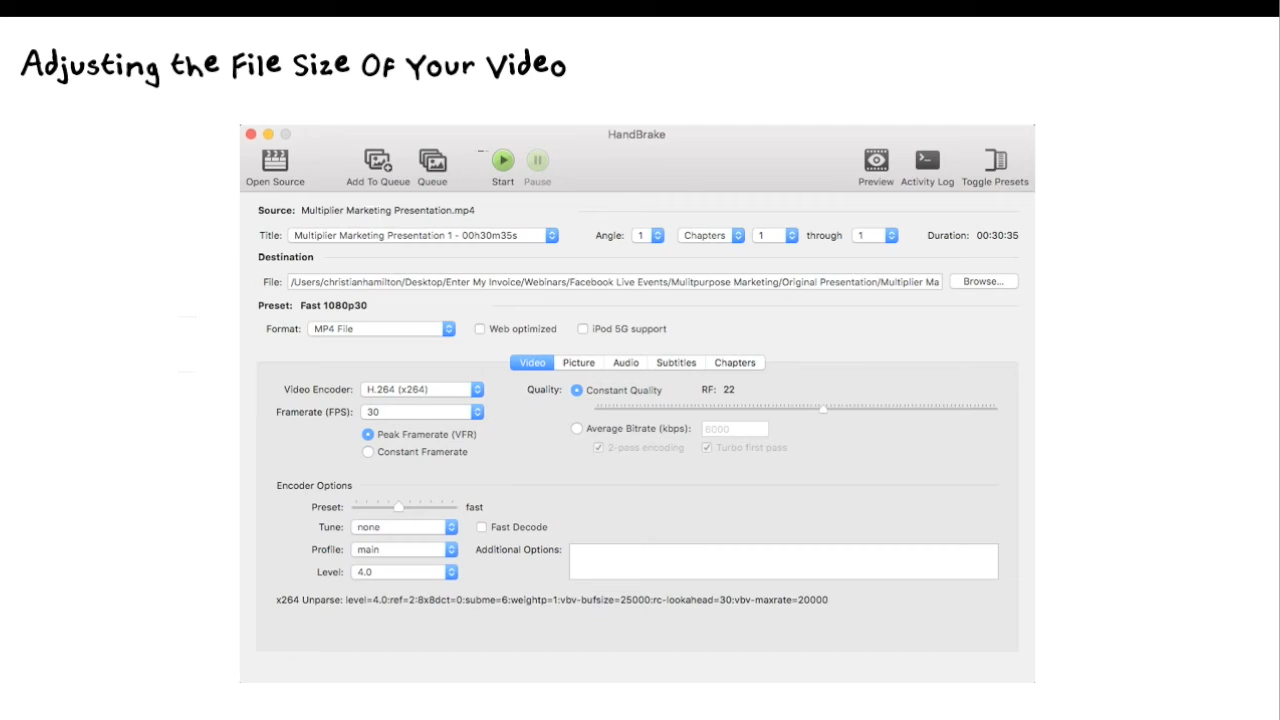 Adjusting the File Size Of Your Video
HandBrake
Open Source Add To Queue Queue Start Pause Preview Activity Log Toggle Presets
Source: Multiplier Marketing Presentation.mp4
Title: Multiplier Marketing Presentation 1 - 00h30m35s Angle: 1 Chapters 1 through 1 Duration: 00:30:35
Destination
File: /Users/christianhamilton/Desktop/Enter My Invoice/Webinars/Facebook Live Events/Mulitpurpose Marketing/Original Presentation/Multiplier Ma Browse...
Preset: Fast 1080p30
Format: MP4 File Web optimized iPod 5G support
Video Picture Audio Subtitles Chapters
Video Encoder: H.264 (x264) Quality: Constant Quality RF: 22
Framerate (FPS): 30
Peak Framerate (VFR) Average Bitrate (kbps): 6000
Constant Framerate 2-pass encoding Turbo first pass
Encoder Options
Preset: fast
Tune: none Fast Decode
Profile: main Additional Options:
Level: 4.0
x264 Unparse: level=4.0:ref=2:8x8dct=0:subme=6:weightp=1:vbv-bufsize=25000:rc-lookahead=30:vbv-maxrate=20000